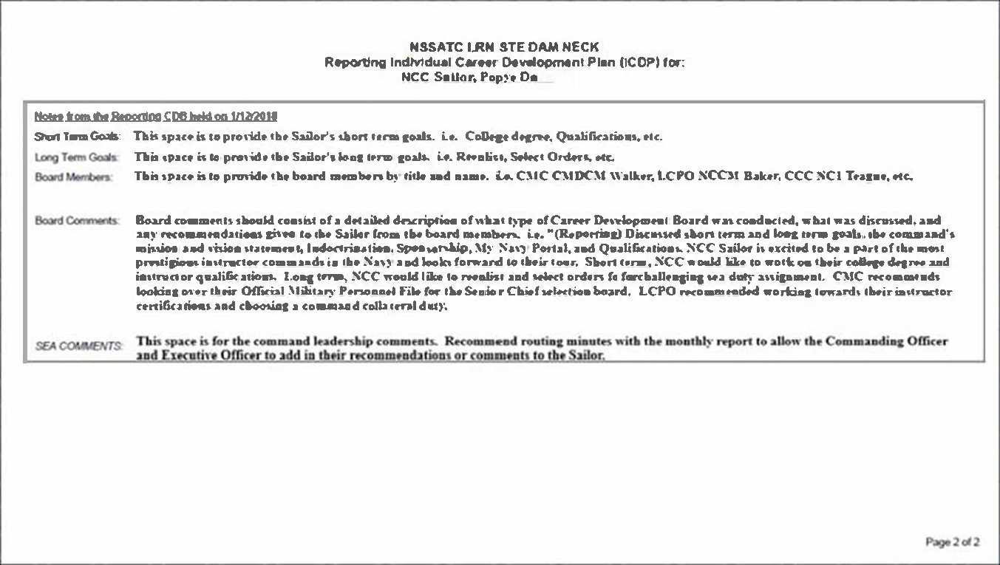 NSSATC LRN STE DAM NECK
Reporting Individual Career Development Plan (ICDP) for:
NCC Sailor, Popye Da
Notes from the Reporting CDB held on 1/12/2018
Short Term Goals: This space is to provide the Sailor's short term goals. i.e. College degree, Qualifications, etc.
Long Term Goals: This space is to provide the Sailor's long term goals. i.e. Reenlist, Select Orders, etc.
Board Members: This space is to provide the board members by title and name. i.e. CMC CMDCM Walker, LCPO NCCM Baker, CCC NC1 Teague, etc.
Board Comments: Board comments should consist of a detailed description of what type of Career Development Board was conducted, what was discussed, and
any recommendations given to the Sailor from the board members. i.e. "(Reporting) Discussed short term and long term goals, the command's
mission and vision statement, Indoctrination, Sponsorship, My Navy Portal, and Qualifications. NCC Sailor is excited to be a part of the most
prestigious instructor commands in the Navy and looks forward to their tour. Short term, NCC would like to work on their college degree and
instructor qualifications. Long term, NCC would like to reenlist and select orders fo forchallenging sea duty assignment. CMC recommends
looking over their Official Military Personnel File for the Senior Chief selection board. LCPO recommended working towards their instructor
certifications and choosing a command collateral duty.
SEA COMMENTS: This space is for the command leadership comments. Recommend routing minutes with the monthly report to allow the Commanding Officer
and Executive Officer to add in their recommendations or comments to the Sailor.
Page 2 of 2